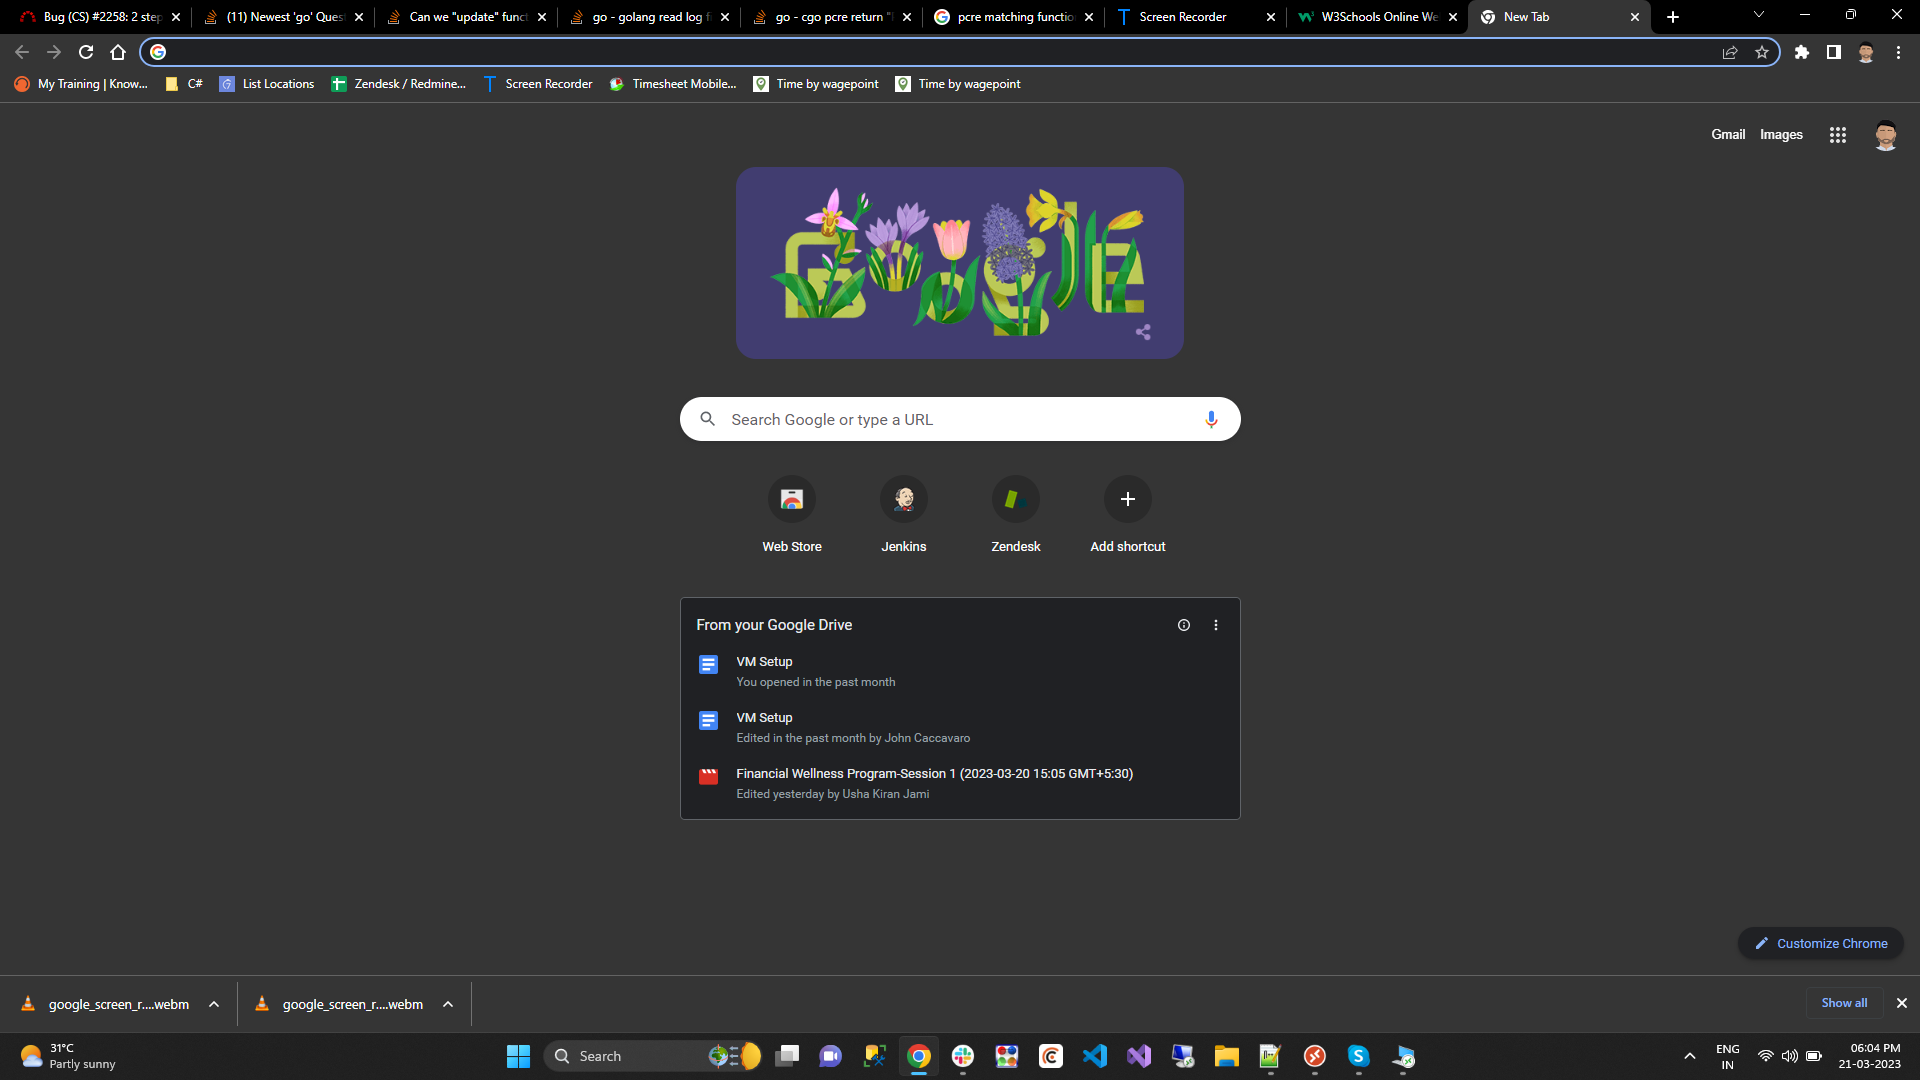 Bug (CS) #2258: 2 step
(11) Newest 'go' Quest
Can we "update" funct
go - golang read log fi
go - cgo pcre return "
pcre matching functio
Screen Recorder
W3Schools Online We
New Tab
My Training | Know...
C#
List Locations
Zendesk / Redmine...
Screen Recorder
Timesheet Mobile...
Time by wagepoint
Time by wagepoint
Gmail
Images
Search Google or type a URL
Web Store
Jenkins
Zendesk
Add shortcut
From your Google Drive
VM Setup
You opened in the past month
VM Setup
Edited in the past month by John Caccavaro
Financial Wellness Program-Session 1 (2023-03-20 15:05 GMT+5:30)
Edited yesterday by Usha Kiran Jami
Customize Chrome
google_screen_r....webm
google_screen_r....webm
Show all
31°C
Partly sunny
Search
ENG
IN
06:04 PM
21-03-2023